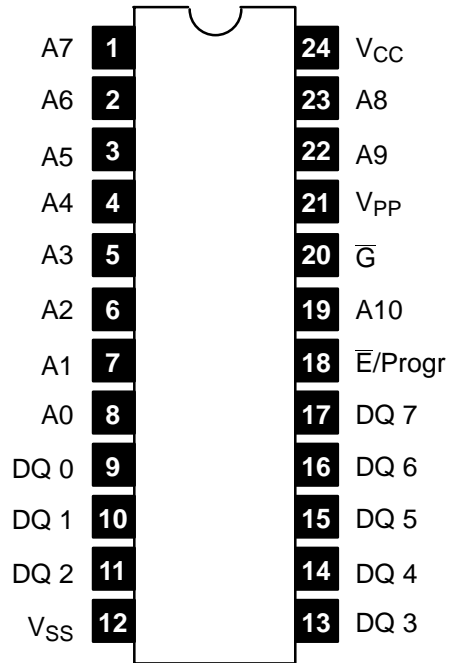 A7 1 24 VCC
A6 2 23 A8
A5 3 22 A9
A4 4 21 VPP
A3 5 20 G̅
A2 6 19 A10
A1 7 18 E̅/Progr
A0 8 17 DQ 7
DQ 0 9 16 DQ 6
DQ 1 10 15 DQ 5
DQ 2 11 14 DQ 4
VSS 12 13 DQ 3